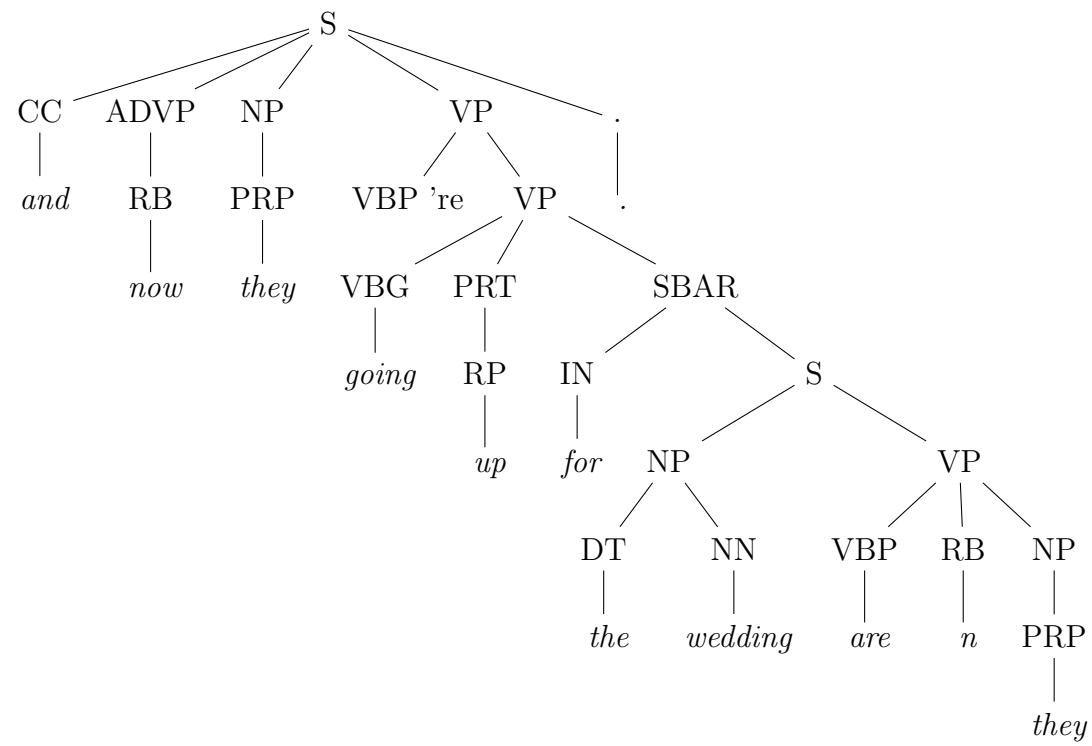 S
CC ADVP NP VP .
and RB PRP VBP 're VP .
now they VBG PRT SBAR
going RP IN S
up for NP VP
DT NN VBP RB NP
the wedding are n PRP
they